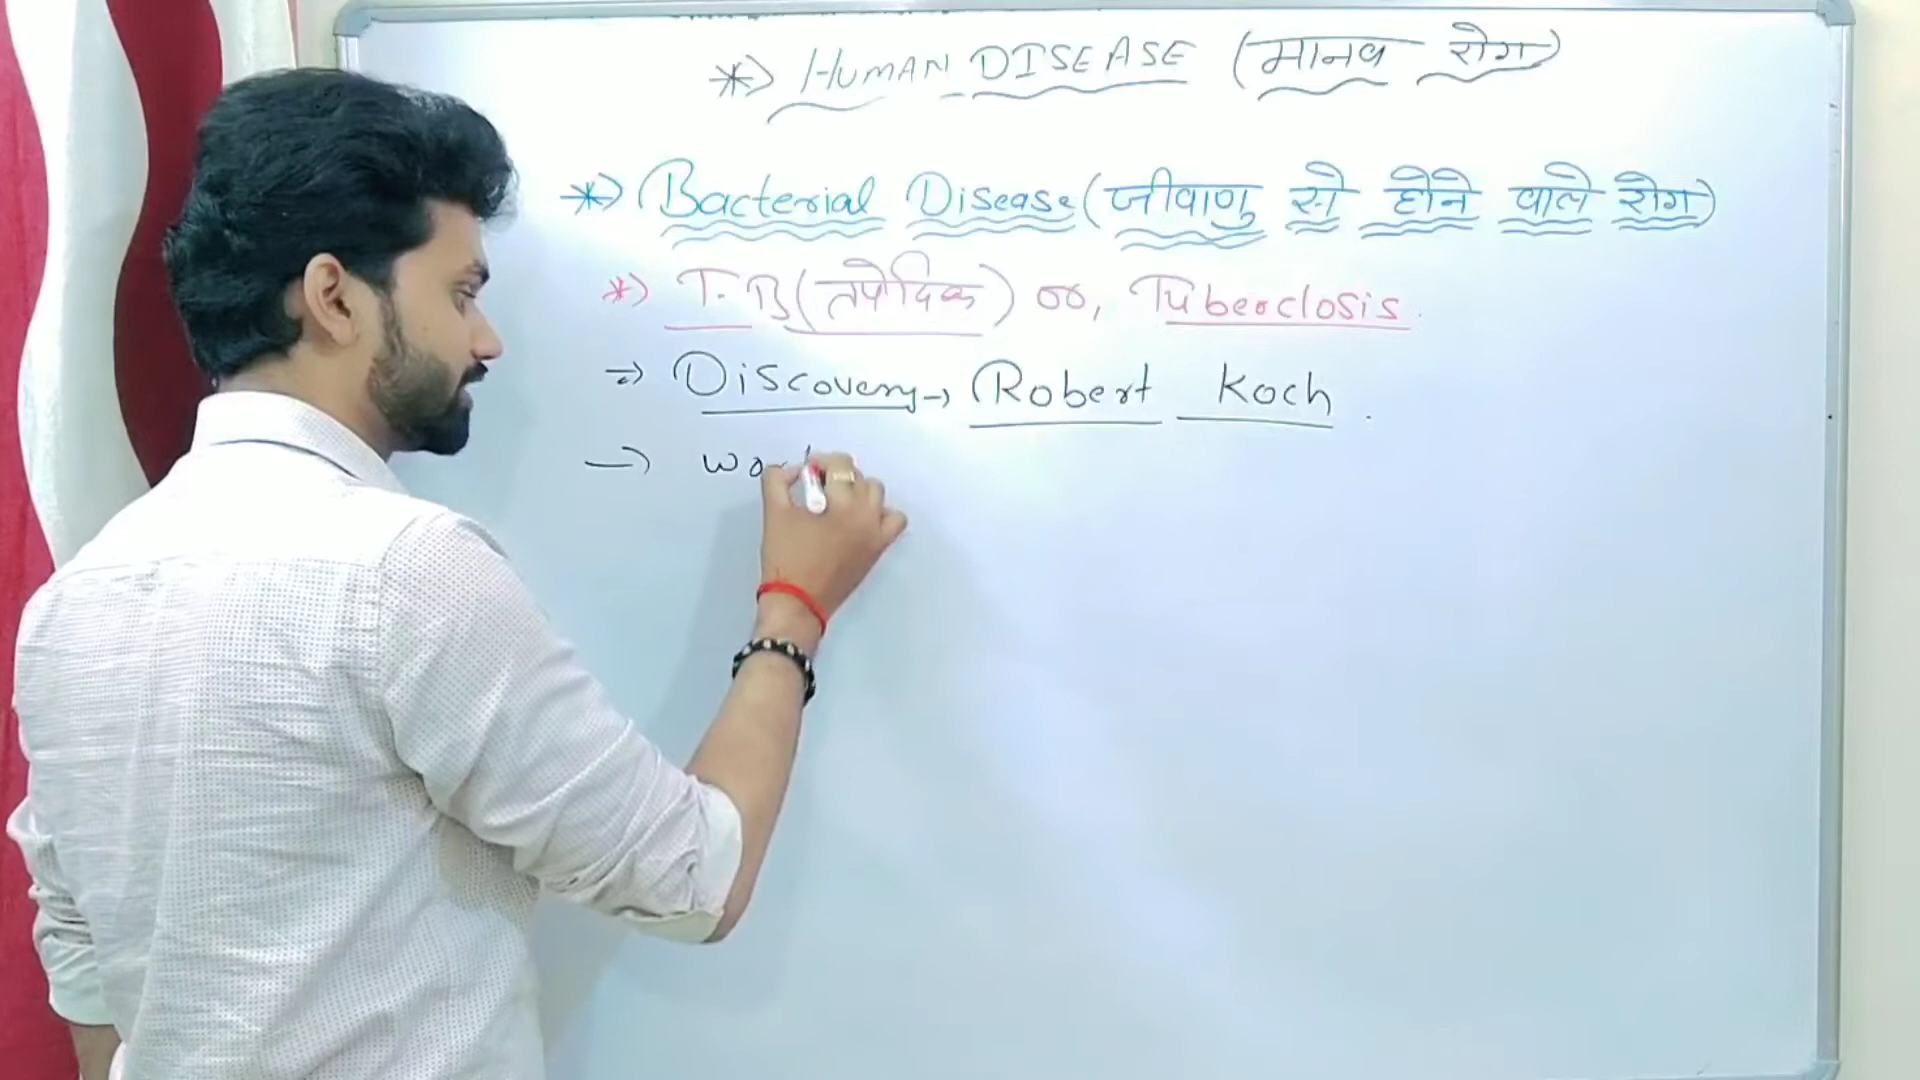 *) HUMAN DISEASE (मानव रोग)
*) Bacterial Disease (जीवाणु से होने वाले रोग)
*) T.B (तपेदिक) or, Tuberclosis.
→ Discovery → Robert Koch.
→